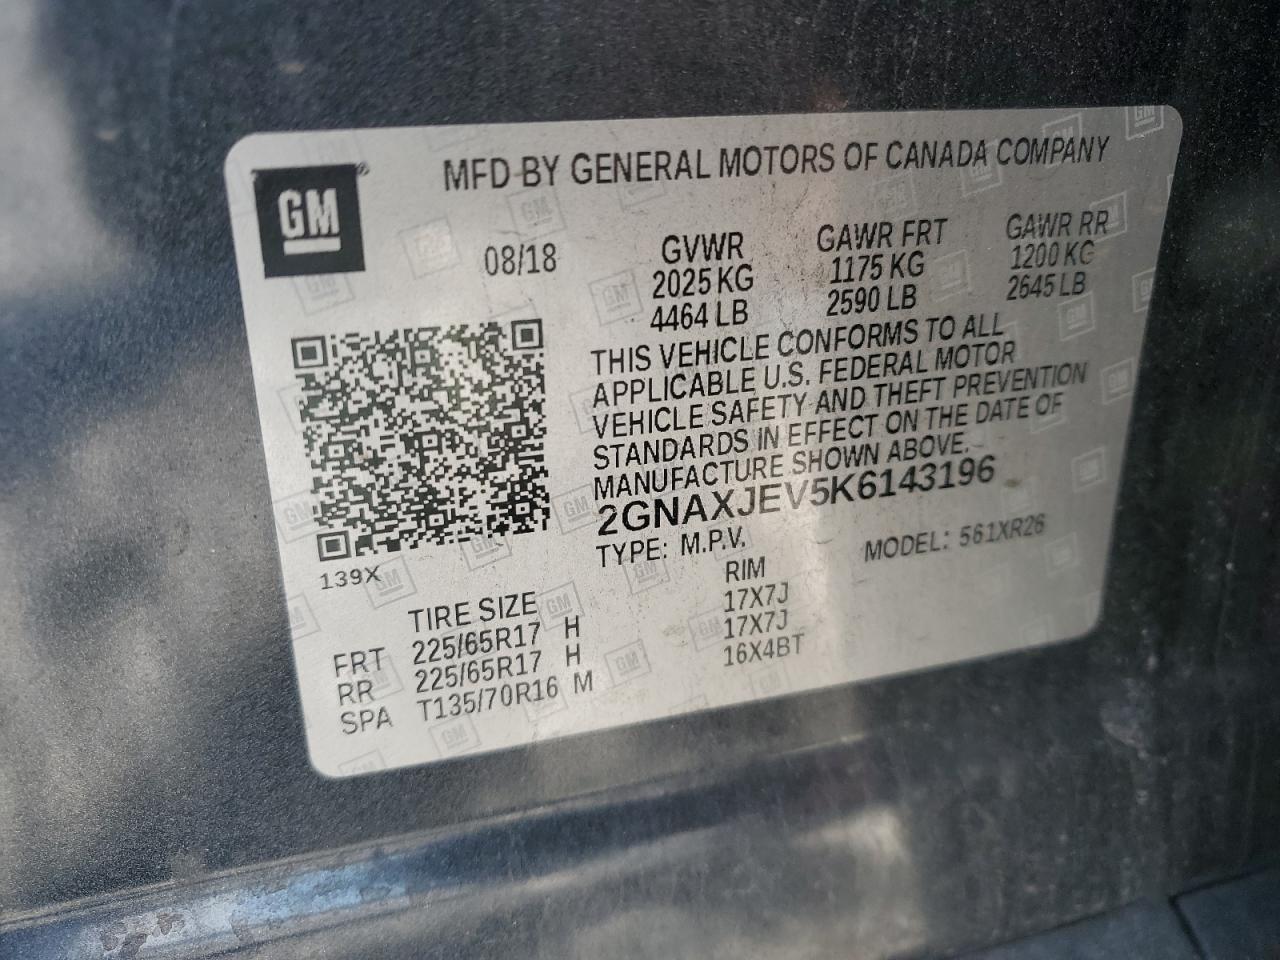 GM
MFD BY GENERAL MOTORS OF CANADA COMPANY
08/18
GVWR GAWR FRT GAWR RR
2025 KG 1175 KG 1200 KG
4464 LB 2590 LB 2645 LB
THIS VEHICLE CONFORMS TO ALL
APPLICABLE U.S. FEDERAL MOTOR
VEHICLE SAFETY AND THEFT PREVENTION
STANDARDS IN EFFECT ON THE DATE OF
MANUFACTURE SHOWN ABOVE.
2GNAXJEV5K6143196
TYPE: M.P.V. MODEL: 561XR26
139X
TIRE SIZE RIM
FRT 225/65R17 H 17X7J
RR 225/65R17 H 17X7J
SPA T135/70R16 M 16X4BT